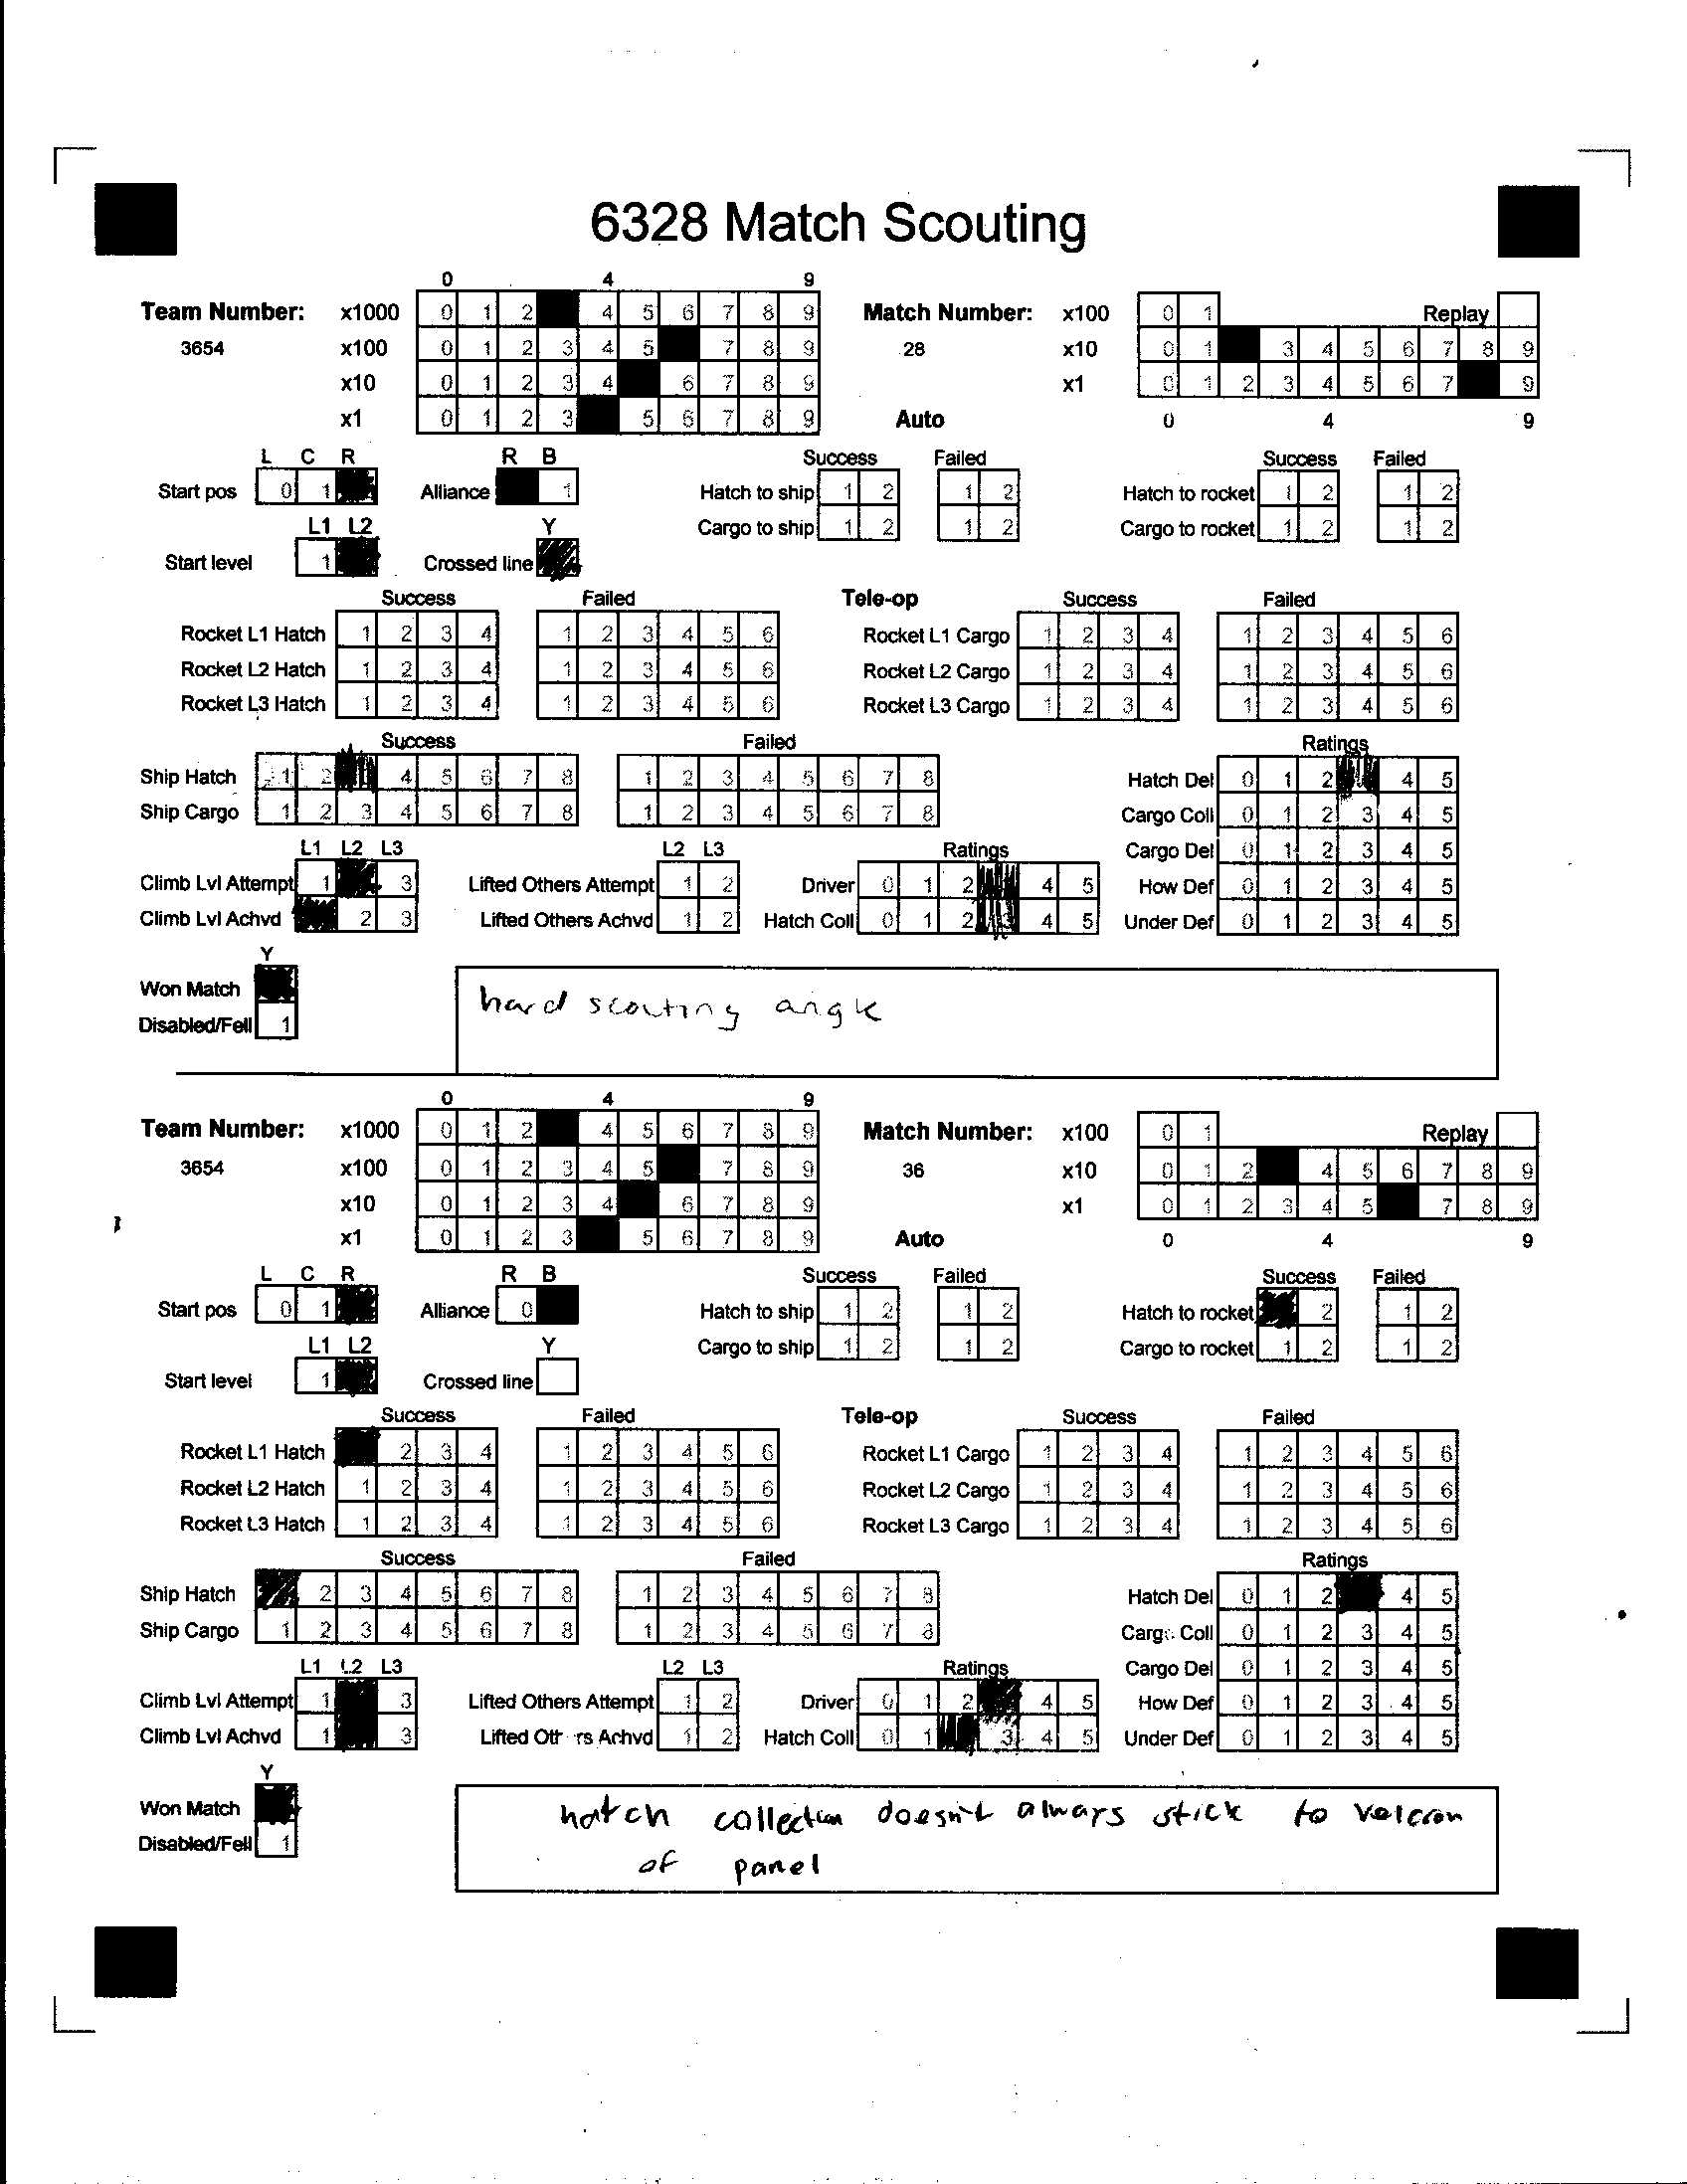 6328 Match Scouting
0 4 9
Team Number: x1000 0 1 2 4 5 6 7 8 9 Match Number: x100 0 1 Replay
3654 x100 0 1 2 3 4 5 7 8 9 28 x10 0 1 3 4 5 6 7 8 9
x10 0 1 2 3 4 6 7 8 9 x1 0 1 2 3 4 5 6 7 9
x1 0 1 2 3 5 6 7 8 9 Auto 0 4 9
L C R R B Success Failed Success Failed
Start pos 0 1 Alliance 1 Hatch to ship 1 2 1 2 Hatch to rocket 1 2 1 2
L1 L2 Y Cargo to ship 1 2 1 2 Cargo to rocket 1 2 1 2
Start level 1 Crossed line
Success Failed Tele-op Success Failed
Rocket L1 Hatch 1 2 3 4 1 2 3 4 5 6 Rocket L1 Cargo 1 2 3 4 1 2 3 4 5 6
Rocket L2 Hatch 1 2 3 4 1 2 3 4 5 6 Rocket L2 Cargo 1 2 3 4 1 2 3 4 5 6
Rocket L3 Hatch 1 2 3 4 1 2 3 4 5 6 Rocket L3 Cargo 1 2 3 4 1 2 3 4 5 6
Success Failed Ratings
Ship Hatch 1 2 4 5 6 7 8 1 2 3 4 5 6 7 8 Hatch Del 0 1 2 4 5
Ship Cargo 1 2 3 4 5 6 7 8 1 2 3 4 5 6 7 8 Cargo Coll 0 1 2 3 4 5
L1 L2 L3 L2 L3 Ratings Cargo Del 0 1 2 3 4 5
Climb Lvl Attempt 1 3 Lifted Others Attempt 1 2 Driver 0 1 2 4 5 How Def 0 1 2 3 4 5
Climb Lvl Achvd 2 3 Lifted Others Achvd 1 2 Hatch Coll 0 1 2 3 4 5 Under Def 0 1 2 3 4 5
Y
Won Match
hard scouting angle
Disabled/Fell 1
0 4 9
Team Number: x1000 0 1 2 4 5 6 7 8 9 Match Number: x100 0 1 Replay
3654 x100 0 1 2 3 4 5 7 8 9 36 x10 0 1 2 4 5 6 7 8 9
x10 0 1 2 3 4 6 7 8 9 x1 0 1 2 3 4 5 7 8 9
x1 0 1 2 3 5 6 7 8 9 Auto 0 4 9
L C R R B Success Failed Success Failed
Start pos 0 1 Alliance 0 Hatch to ship 1 2 1 2 Hatch to rocket 2 1 2
L1 L2 Y Cargo to ship 1 2 1 2 Cargo to rocket 1 2 1 2
Start level 1 Crossed line
Success Failed Tele-op Success Failed
Rocket L1 Hatch 2 3 4 1 2 3 4 5 6 Rocket L1 Cargo 1 2 3 4 1 2 3 4 5 6
Rocket L2 Hatch 1 2 3 4 1 2 3 4 5 6 Rocket L2 Cargo 1 2 3 4 1 2 3 4 5 6
Rocket L3 Hatch 1 2 3 4 1 2 3 4 5 6 Rocket L3 Cargo 1 2 3 4 1 2 3 4 5 6
Success Failed Ratings
Ship Hatch 2 3 4 5 6 7 8 1 2 3 4 5 6 7 8 Hatch Del 0 1 2 4 5
Ship Cargo 1 2 3 4 5 6 7 8 1 2 3 4 5 6 7 8 Cargo Coll 0 1 2 3 4 5
L1 L2 L3 L2 L3 Ratings Cargo Del 0 1 2 3 4 5
Climb Lvl Attempt 1 3 Lifted Others Attempt 1 2 Driver 0 1 2 4 5 How Def 0 1 2 3 4 5
Climb Lvl Achvd 1 3 Lifted Others Achvd 1 2 Hatch Coll 0 1 3 4 5 Under Def 0 1 2 3 4 5
Y
Won Match
hatch collection doesn't always stick to velcron
Disabled/Fell 1
of panel